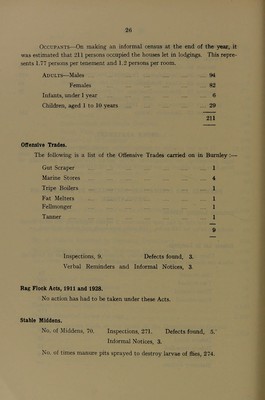 26
OCCUPANTS—On making an informal census at the end of the year, it
was estimated that 211 persons occupied the houses let in lodgings. This repre-
sents 1.77 persons per tenement and 1.2 persons per room.
ADULTS—Males 94
Females 82
Infants, under 1 year 6
Children, aged 1 to 10 years 29
211
Offensive Trades.
The following is a list of the Offensive Trades carried on in Burnley :—
Gut Scraper 1
Marine Stores 4
Tripe Boilers 1
Fat Melters 1
Fellmonger 1
Tanner 1
9
Inspections, 9. Defects found, 3.
Verbal Reminders and Informal Notices, 3.
Rag Flock Acts, 1911 and 1928.
No action has had to be taken under these Acts.
Stable Middens.
No. of Middens, 70. Inspections, 271. Defects found, 3.
Informal Notices, 3.
No. of times manure pits sprayed to destroy larvae of flies, 274.